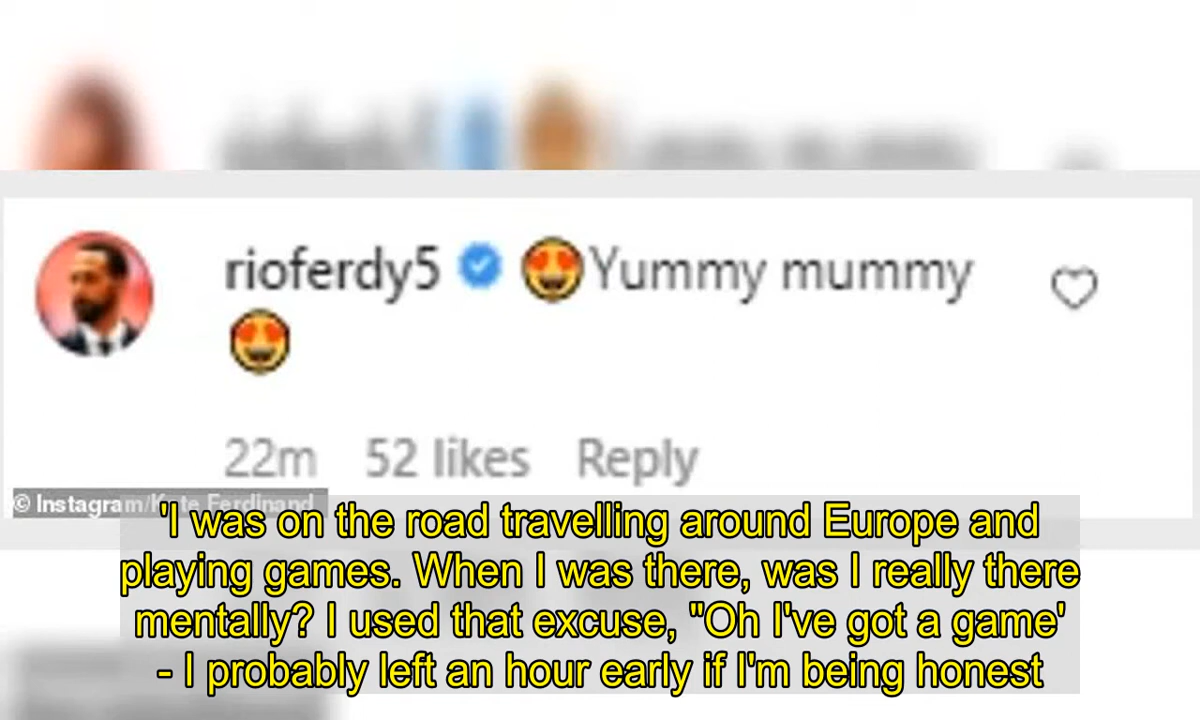 rioferdy5 😍Yummy mummy
😍
22m 52 likes Reply
© Instagram/Kate Ferdinand
'I was on the road travelling around Europe and
playing games. When I was there, was I really there
mentally? I used that excuse, "Oh I've got a game'
- I probably left an hour early if I'm being honest